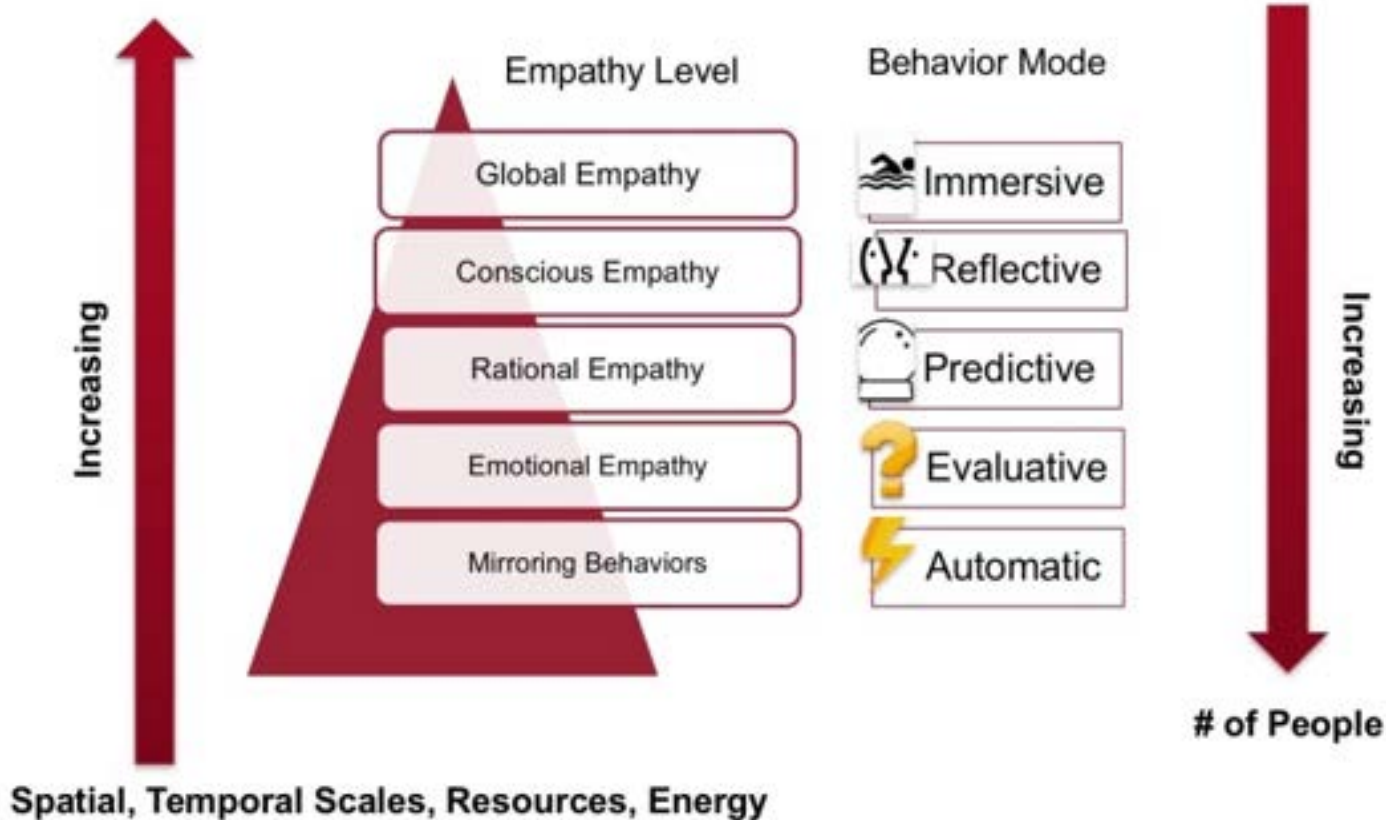 Empathy Level
Behavior Mode
Global Empathy
Immersive
Conscious Empathy
Reflective
Rational Empathy
Predictive
Emotional Empathy
Evaluative
Mirroring Behaviors
Automatic
Increasing
Increasing
# of People
Spatial, Temporal Scales, Resources, Energy